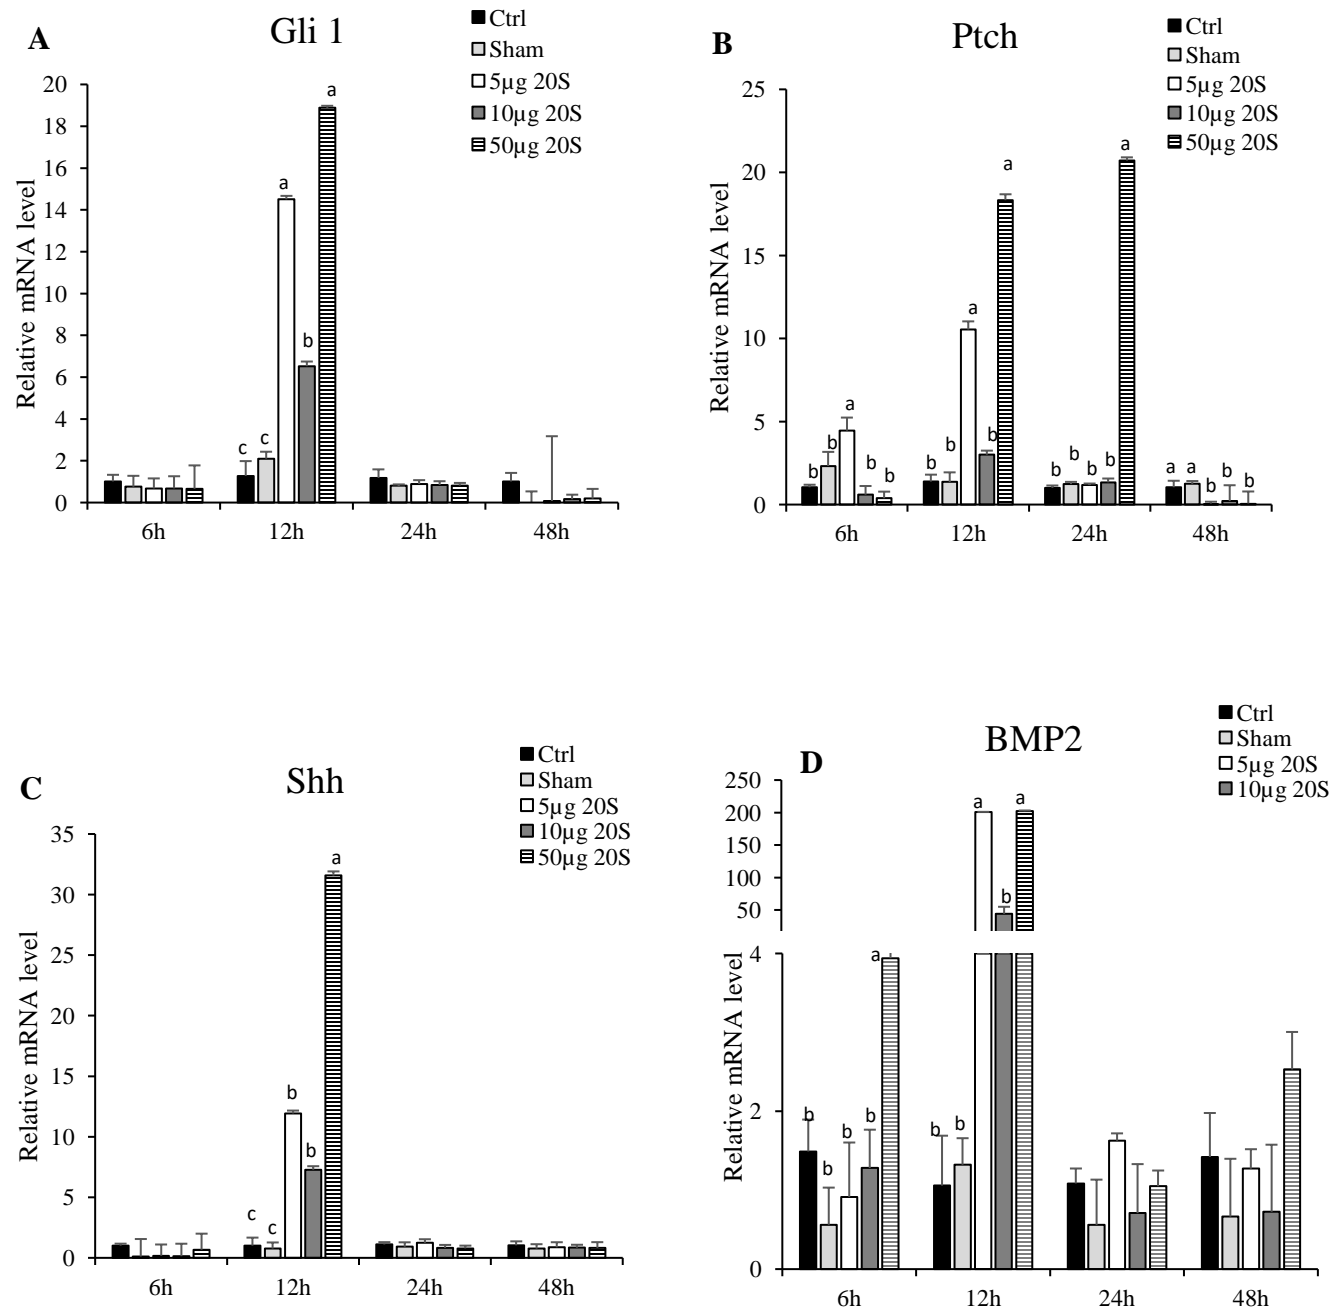 A
Gli 1
Ctrl
Sham
5µg 20S
10µg 20S
50µg 20S
Relative mRNA level
20
18
16
14
12
10
8
6
4
2
0
c
c
a
b
a
6h
12h
24h
48h
B
Ptch
Ctrl
Sham
5µg 20S
10µg 20S
50µg 20S
Relative mRNA level
25
20
15
10
5
0
b
b
a
b
b
b
b
a
b
a
b
b
b
b
a
a
a
b
b
b
6h
12h
24h
48h
C
Shh
Ctrl
Sham
5µg 20S
10µg 20S
50µg 20S
Relative mRNA level
35
30
25
20
15
10
5
0
c
c
b
b
a
6h
12h
24h
48h
D
BMP2
Ctrl
Sham
5µg 20S
10µg 20S
Relative mRNA level
250
200
150
100
50
4
2
0
b
b
b
b
a
b
b
a
b
a
6h
12h
24h
48h